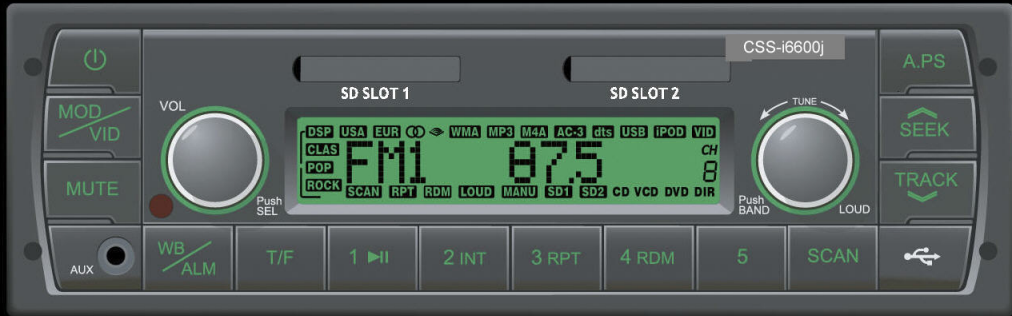 CSS-i6600j
A.PS
MOD
VID
VOL
SD SLOT 1
SD SLOT 2
TUNE
SEEK
DSP USA EUR WMA MP3 M4A AC-3 dts USB iPOD VID
CLAS
POP
ROCK
FM1 87.5
CH
8
SCAN RPT RDM LOUD MANU SD1 SD2 CD VCD DVD DIR
MUTE
TRACK
Push
SEL
Push
BAND
LOUD
AUX
WB
ALM
T/F
1
2 INT
3 RPT
4 RDM
5
SCAN